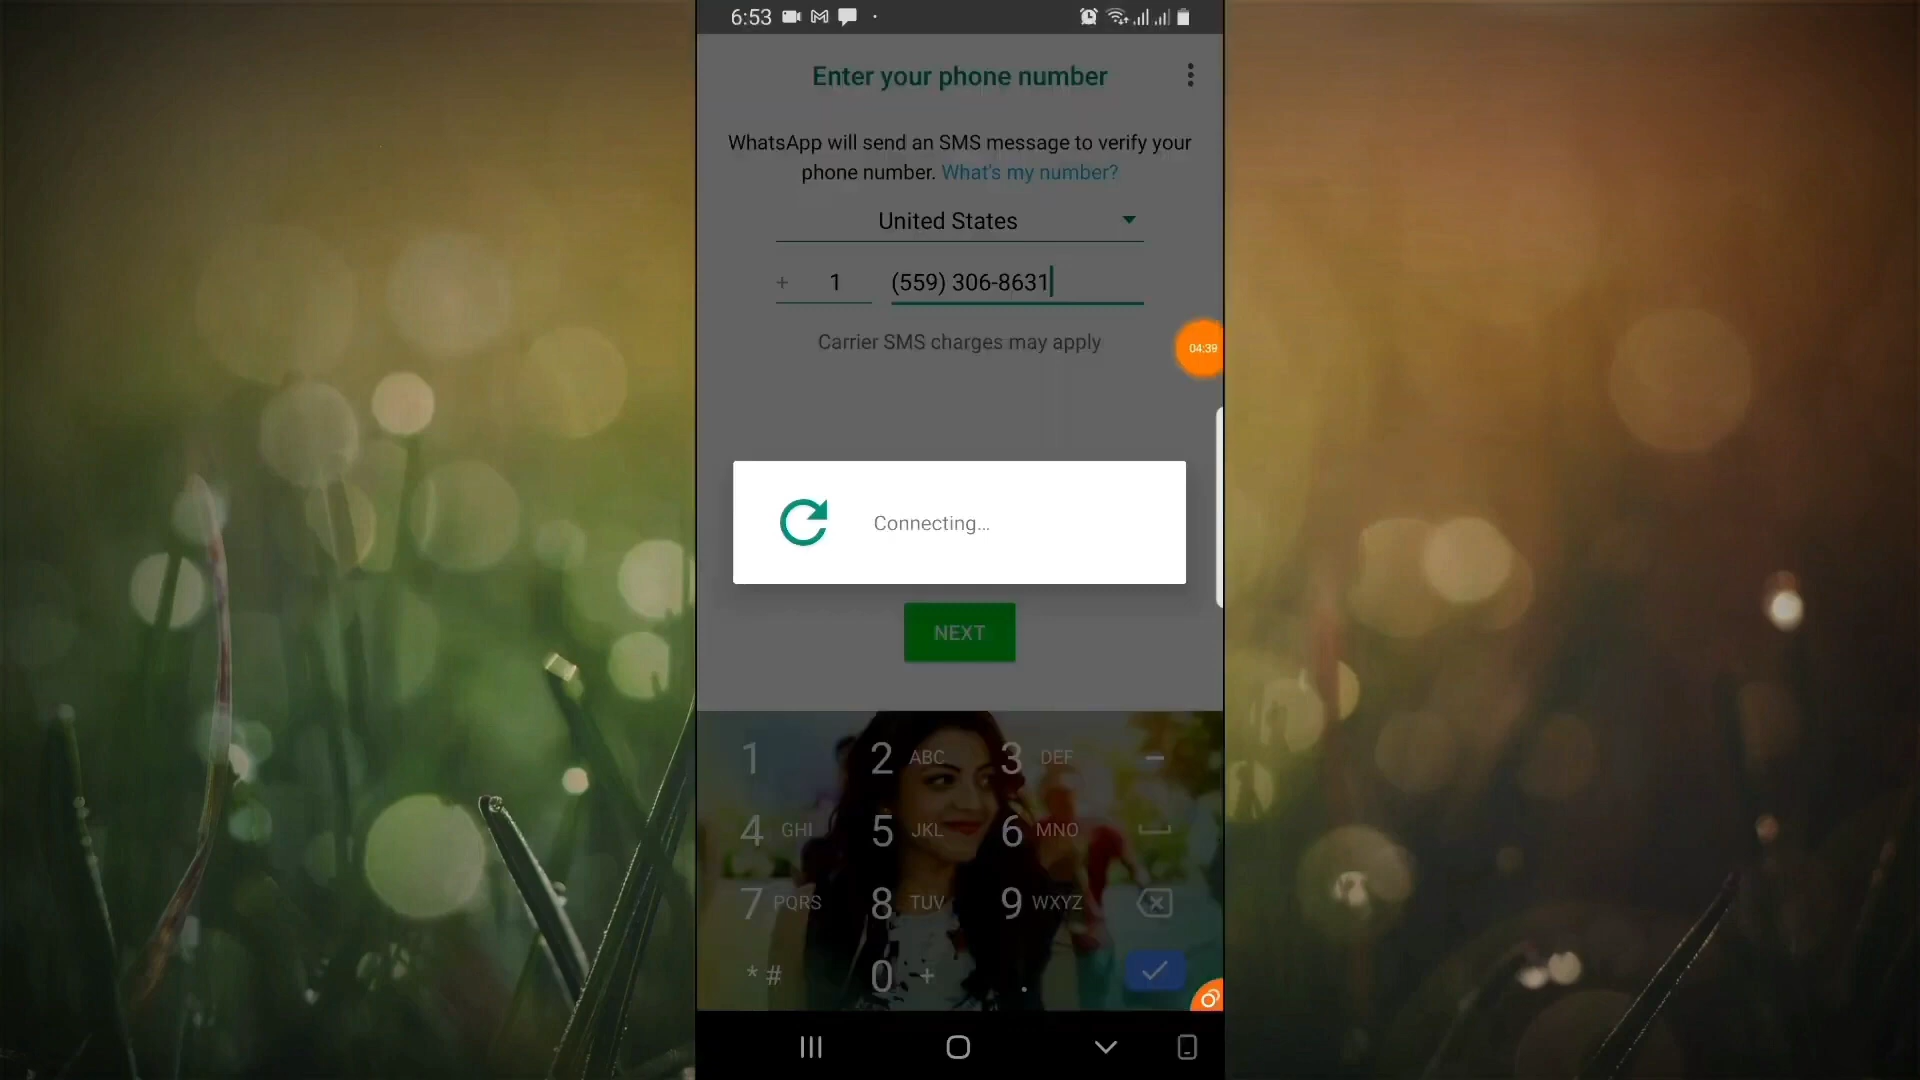 6:53
Enter your phone number
WhatsApp will send an SMS message to verify your
phone number. What's my number?
United States
+ 1 (559) 306-8631
Carrier SMS charges may apply
04:39
Connecting...
NEXT
1 2 ABC 3 DEF –
4 GHI 5 JKL 6 MNO
7 PQRS 8 TUV 9 WXYZ
* # 0 + .